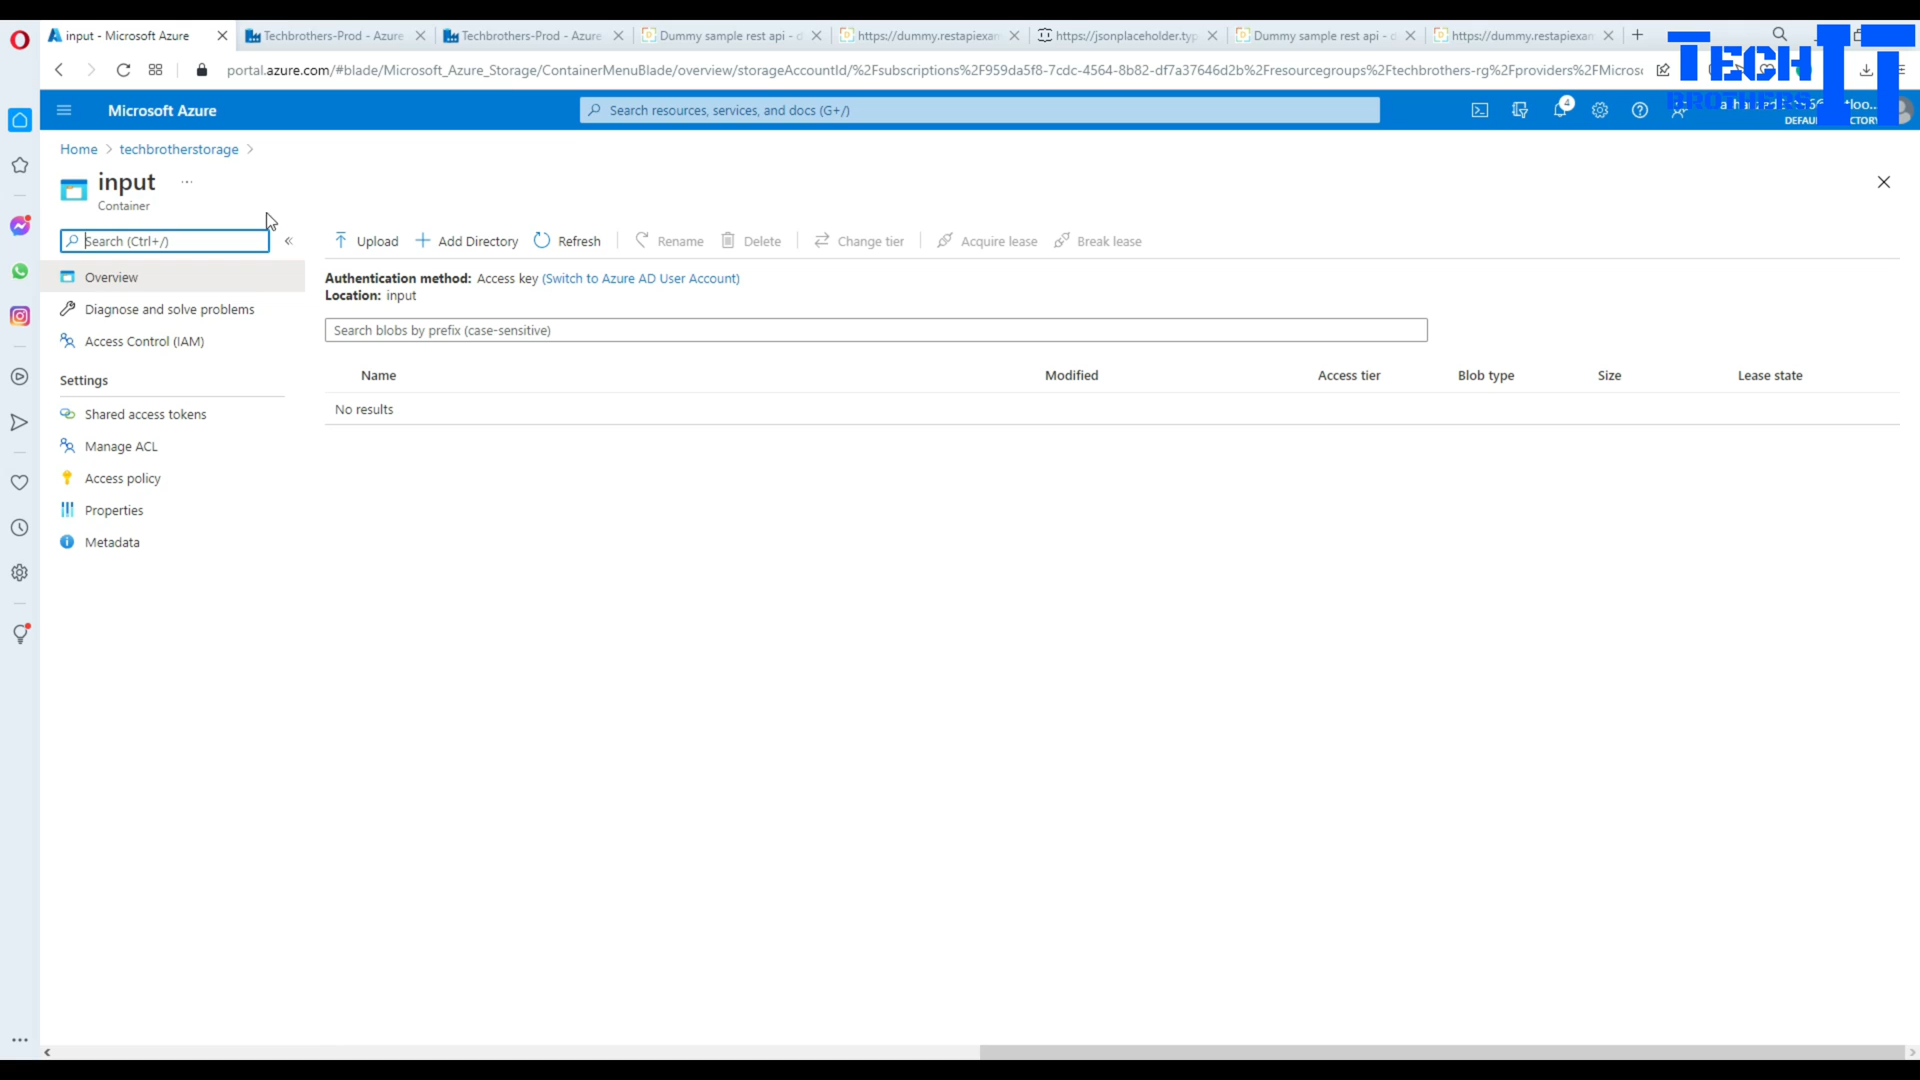 input - Microsoft Azure
Techbrothers-Prod - Azure
Techbrothers-Prod - Azure
Dummy sample rest api - d
https://dummy.restapiexam
https://jsonplaceholder.typ
Dummy sample rest api - d
https://dummy.restapiexam
portal.azure.com/#blade/Microsoft_Azure_Storage/ContainerMenuBlade/overview/storageAccountId/%2Fsubscriptions%2F959da5f8-7cdc-4564-8b82-df7a37646d2b%2Fresourcegroups%2Ftechbrothers-rg%2Fproviders%2FMicros
TECH IT
BROTHERS
Microsoft Azure
Search resources, services, and docs (G+/)
4
Home > techbrotherstorage >
input ...
Container
Search (Ctrl+/)
«
Upload
Add Directory
Refresh
Rename
Delete
Change tier
Acquire lease
Break lease
Overview
Diagnose and solve problems
Access Control (IAM)
Settings
Shared access tokens
Manage ACL
Access policy
Properties
Metadata
Authentication method: Access key (Switch to Azure AD User Account)
Location: input
Search blobs by prefix (case-sensitive)
Name Modified Access tier Blob type Size Lease state
No results